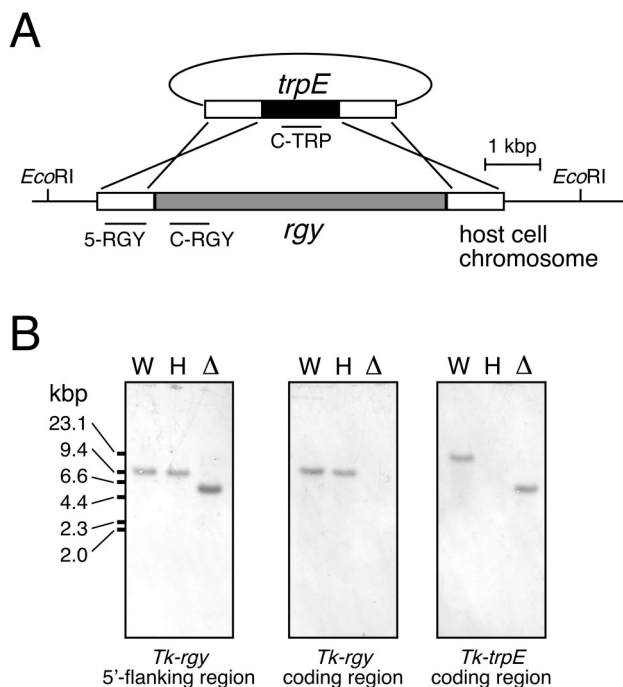 A
trpE
C-TRP
1 kbp
EcoRI
EcoRI
5-RGY
C-RGY
rgy
host cell
chromosome
B
W H Δ
W H Δ
W H Δ
kbp
23.1
9.4
6.6
4.4
2.3
2.0
Tk-rgy
5'-flanking region
Tk-rgy
coding region
Tk-trpE
coding region